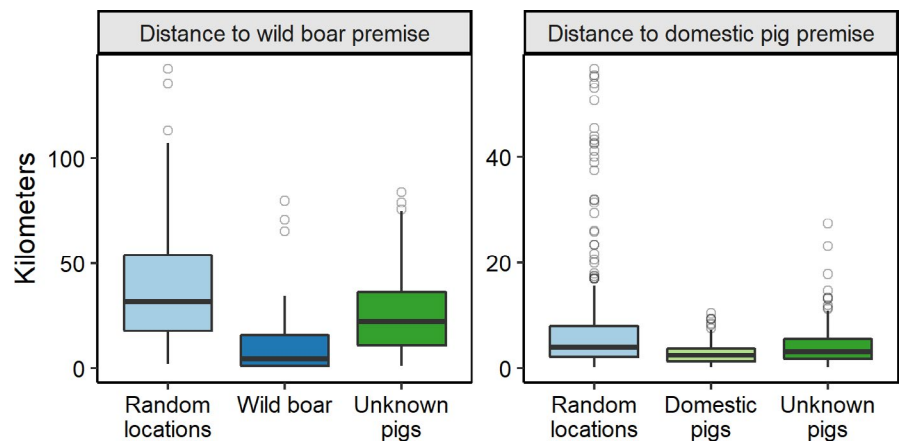 Distance to wild boar premise
Distance to domestic pig premise
Kilometers
100
50
0
40
20
0
Random
locations
Wild boar
Unknown
pigs
Random
locations
Domestic
pigs
Unknown
pigs